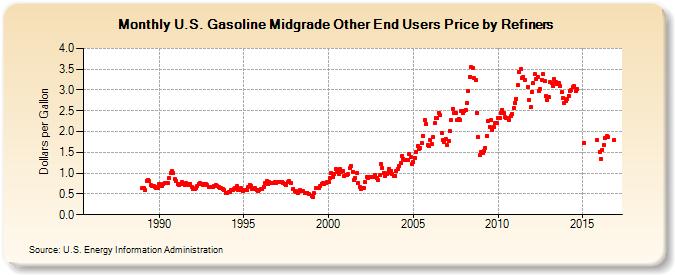 Monthly U.S. Gasoline Midgrade Other End Users Price by Refiners
Dollars per Gallon
4.0
3.5
3.0
2.5
2.0
1.5
1.0
0.5
0.0
1990 1995 2000 2005 2010 2015
Source: U.S. Energy Information Administration